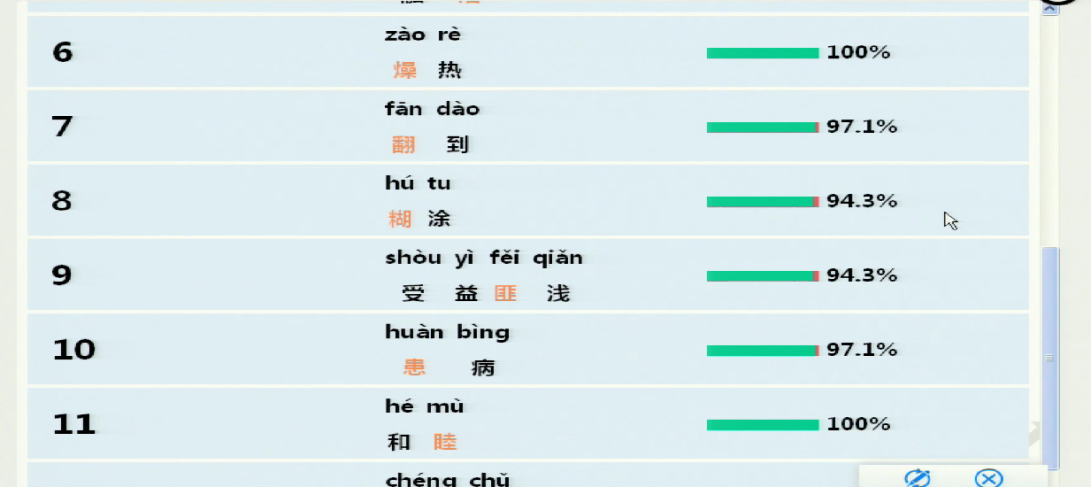 6
zào rè
燥 热
100%
7
fān dào
翻 到
97.1%
8
hú tu
糊 涂
94.3%
9
shòu yì fěi qiǎn
受 益 匪 浅
94.3%
10
huàn bìng
患 病
97.1%
11
hé mù
和 睦
100%
chéng chǔ